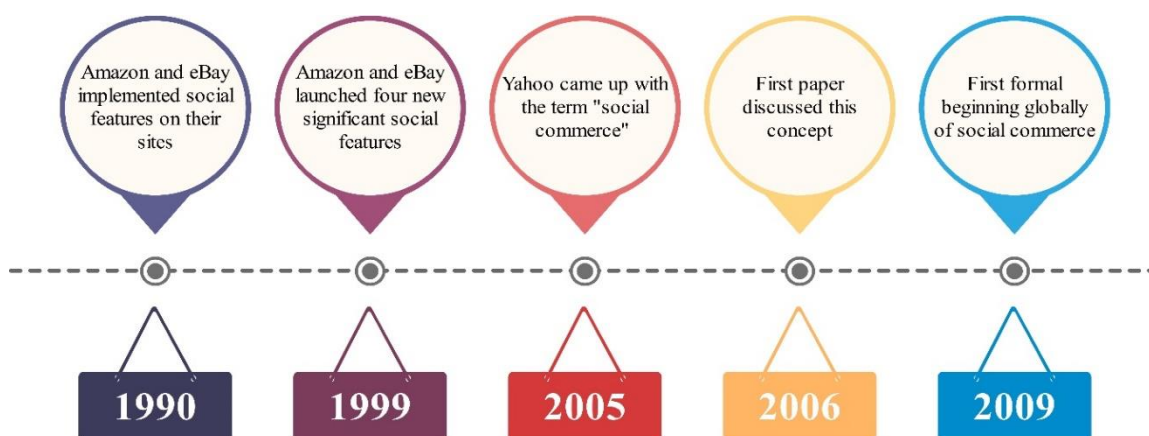 Amazon and eBay
implemented social
features on their
sites
Amazon and eBay
launched four new
significant social
features
Yahoo came up with
the term "social
commerce"
First paper
discussed this
concept
First formal
beginning globally
of social commerce
1990
1999
2005
2006
2009